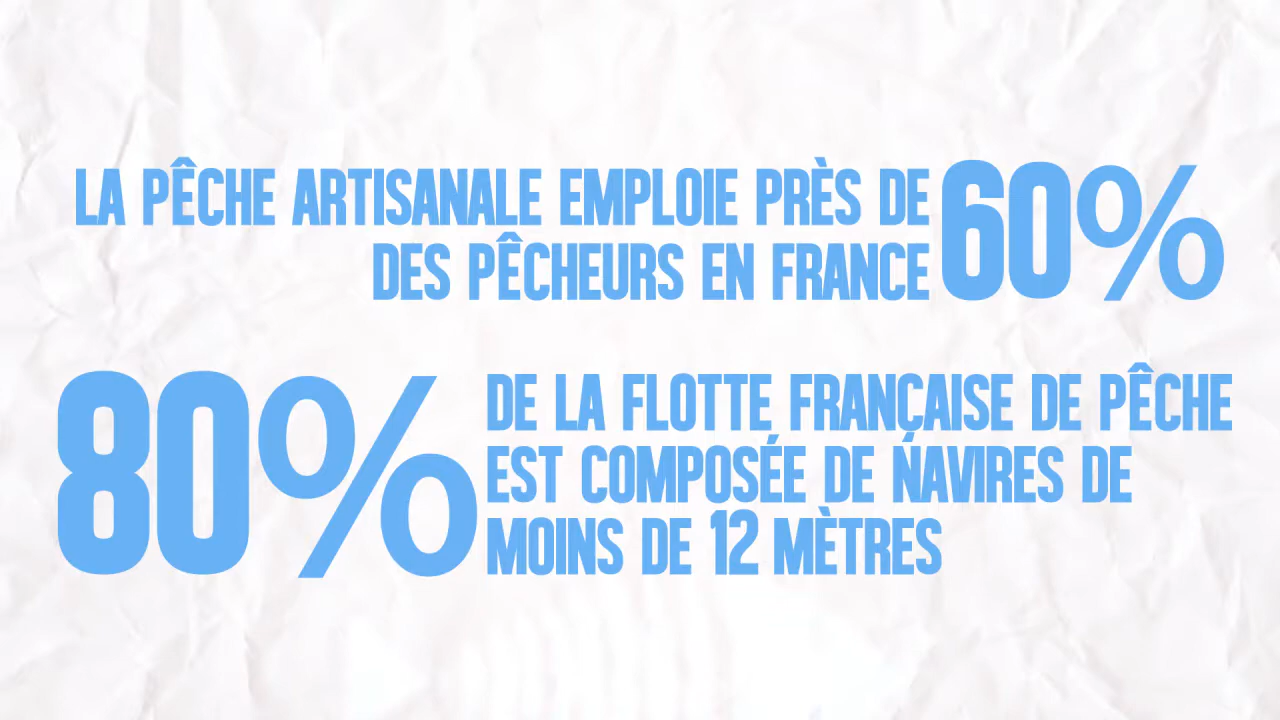 LA PÊCHE ARTISANALE EMPLOIE PRÈS DE 60%
DES PÊCHEURS EN FRANCE
80% DE LA FLOTTE FRANÇAISE DE PÊCHE
EST COMPOSÉE DE NAVIRES DE
MOINS DE 12 MÈTRES